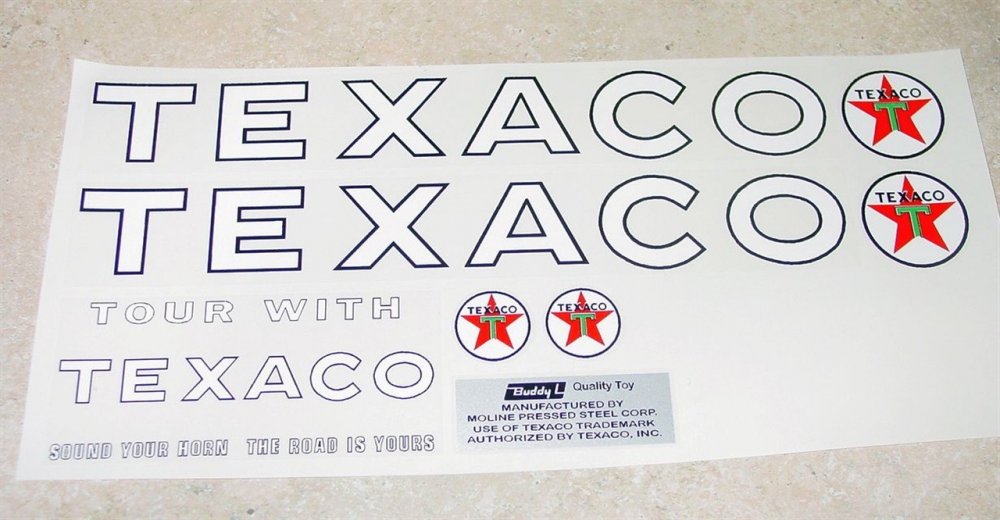 TEXACO TEXACO T
TEXACO TEXACO T
TOUR WITH
TEXACO
SOUND YOUR HORN THE ROAD IS YOURS
TEXACO T TEXACO T
Buddy L Quality Toy
MANUFACTURED BY
MOLINE PRESSED STEEL CORP.
USE OF TEXACO TRADEMARK
AUTHORIZED BY TEXACO, INC.